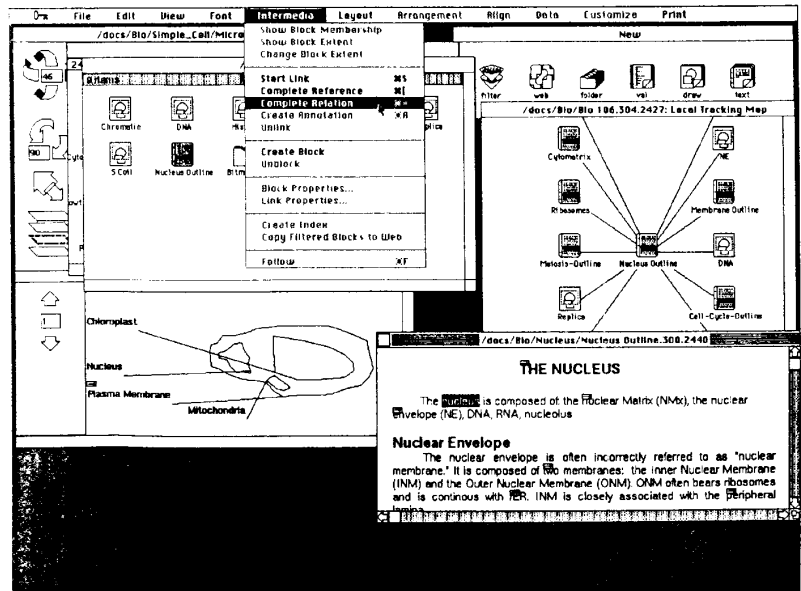 File Edit View Font Intermedia Layout Arrangement Align Data Customize Print
/docs/Bio/Simple_Cell/Micro
New
Show Block Membership
Show Block Extent
Change Block Extent
Start Link ⌘S
Complete Reference ⌘[
Complete Relation ⌘=
Create Annotation ⌘A
Unlink
Create Block
Unblock
Block Properties...
Link Properties...
Create Index
Copy Filtered Blocks to Web
Follow ⌘F
46
24
90
Chromatin DNA
S Cell Nucleus Outline
filter web folder val draw text
/docs/Bio/Bio 106.304.2427: Local Tracking Map
Cytomatrix NE
Ribosomes Membrane Outline
Meiosis-Outline Nucleus Outline DNA
Replica Cell-Cycle-Outline
1
Chloroplast
Nucleus
Plasma Membrane
Mitochondria
/docs/Bio/Nucleus/Nucleus Outline.300.2440
THE NUCLEUS
The nucleus is composed of the Nuclear Matrix (NMx), the nuclear
envelope (NE), DNA, RNA, nucleolus
Nuclear Envelope
The nuclear envelope is often incorrectly referred to as "nuclear
membrane." It is composed of two membranes: the inner Nuclear Membrane
(INM) and the Outer Nuclear Membrane (ONM). ONM often bears ribosomes
and is continous with RER. INM is closely associated with the peripheral
lamina